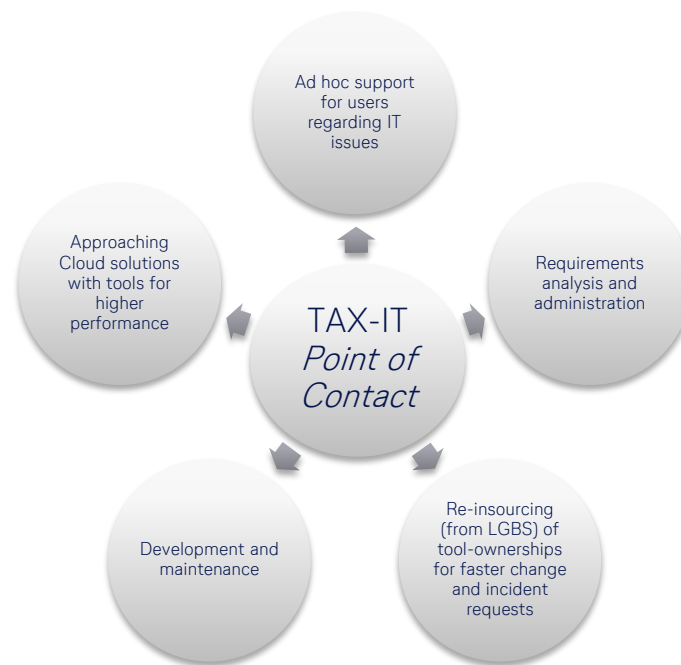 Ad hoc support
for users
regarding IT
issues
Approaching
Cloud solutions
with tools for
higher
performance
Requirements
analysis and
administration
TAX-IT
Point of
Contact
Development and
maintenance
Re-insourcing
(from LGBS) of
tool-ownerships
for faster change
and incident
requests